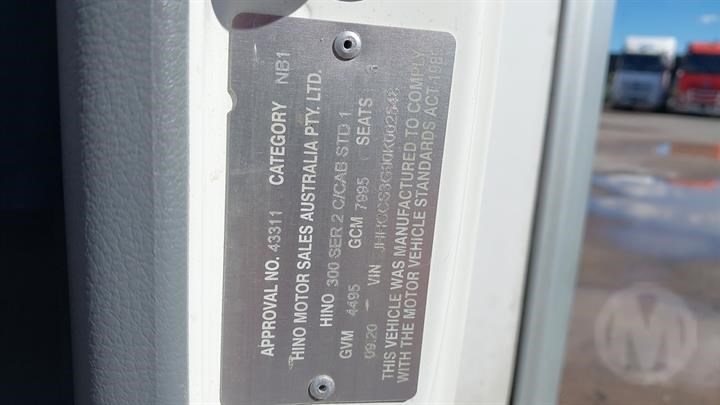 APPROVAL NO. 43311 CATEGORY NB1
HINO MOTOR SALES AUSTRALIA PTY. LTD.
HINO 300 SER.2 C/CAB STD 1
GVM 4495 GCM 7995 SEATS
09.20 VIN
THIS VEHICLE WAS MANUFACTURED TO COMPLY
WITH THE MOTOR VEHICLE STANDARDS ACT 1989
M